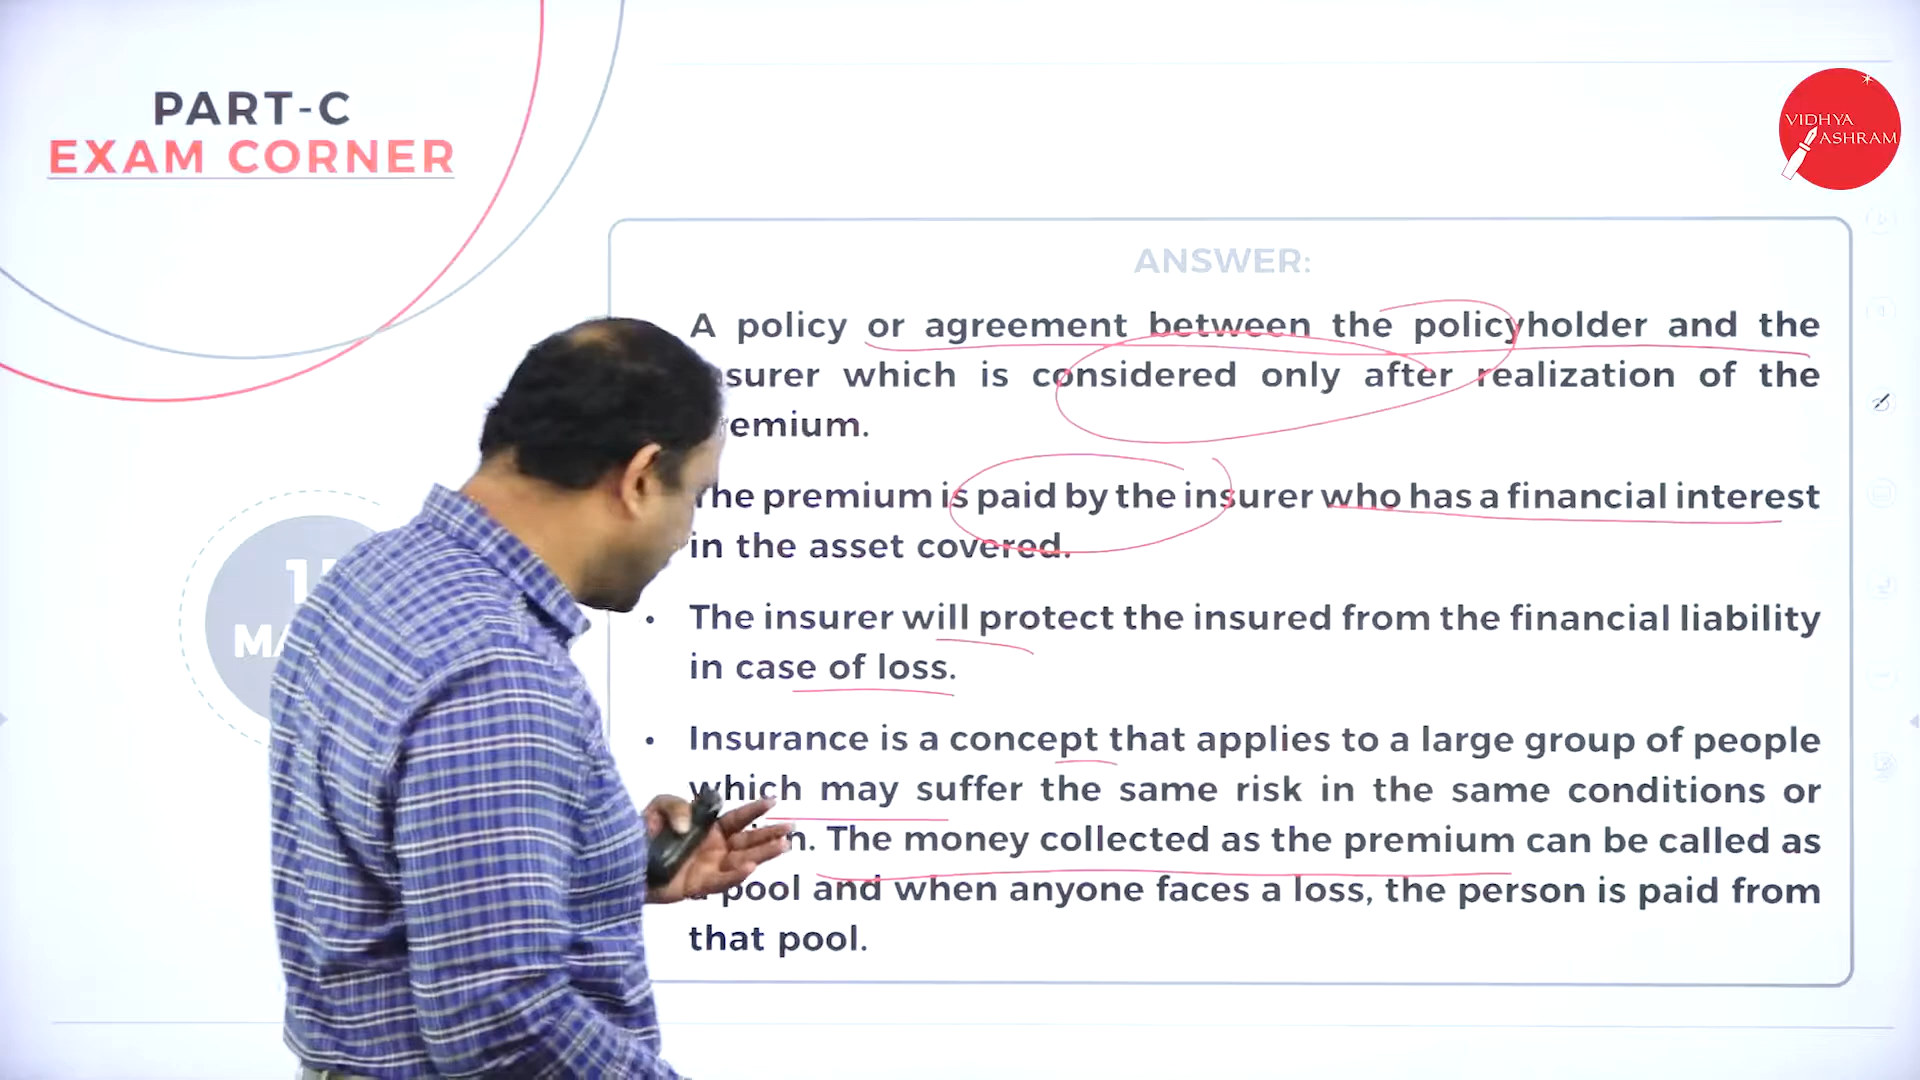 PART-C
EXAM CORNER
VIDHYA
ASHRAM
ANSWER:
A policy or agreement between the policyholder and the
surer which is considered only after realization of the
emium.
The premium is paid by the insurer who has a financial interest
in the asset covered.
• The insurer will protect the insured from the financial liability
in case of loss.
• Insurance is a concept that applies to a large group of people
which may suffer the same risk in the same conditions or
n. The money collected as the premium can be called as
a pool and when anyone faces a loss, the person is paid from
that pool.